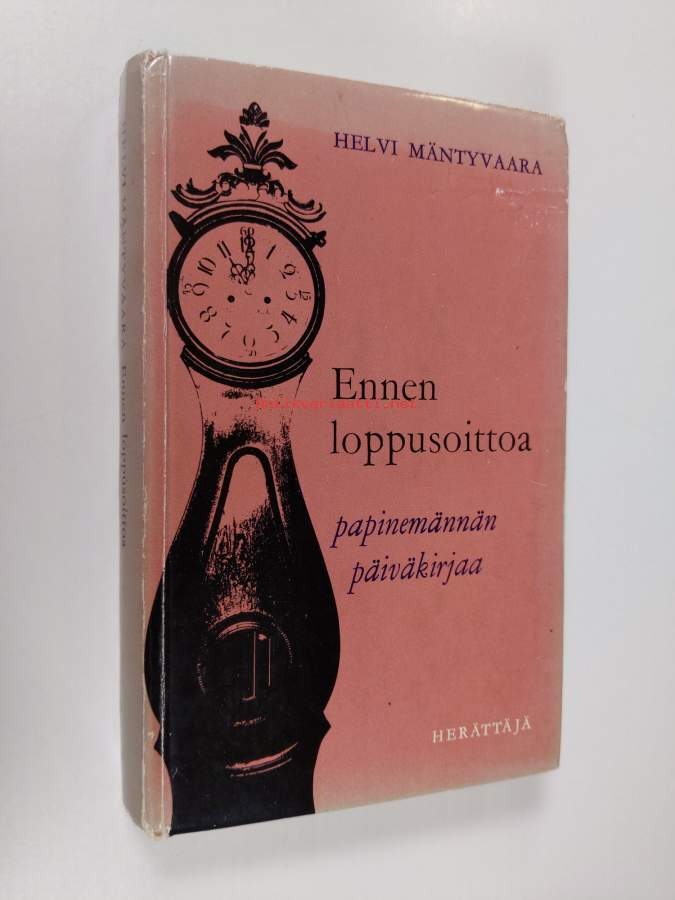 HELVI MÄNTYVAARA
Ennen
loppusoittoa
papinemännän
päiväkirjaa
HERÄTTÄJÄ
HELVI MÄNTYVAARA Ennen loppusoittoa